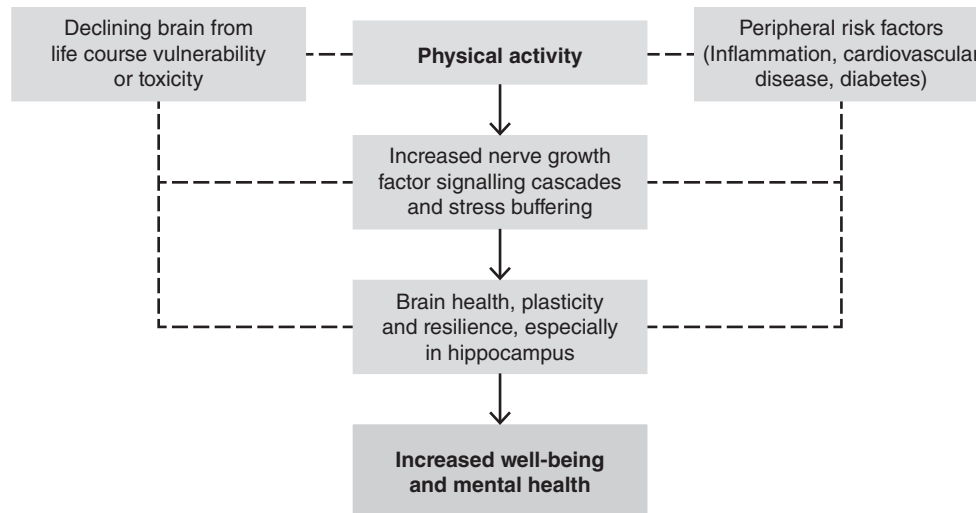 Declining brain from
life course vulnerability
or toxicity
Physical activity
Peripheral risk factors
(Inflammation, cardiovascular
disease, diabetes)
Increased nerve growth
factor signalling cascades
and stress buffering
Brain health, plasticity
and resilience, especially
in hippocampus
Increased well-being
and mental health